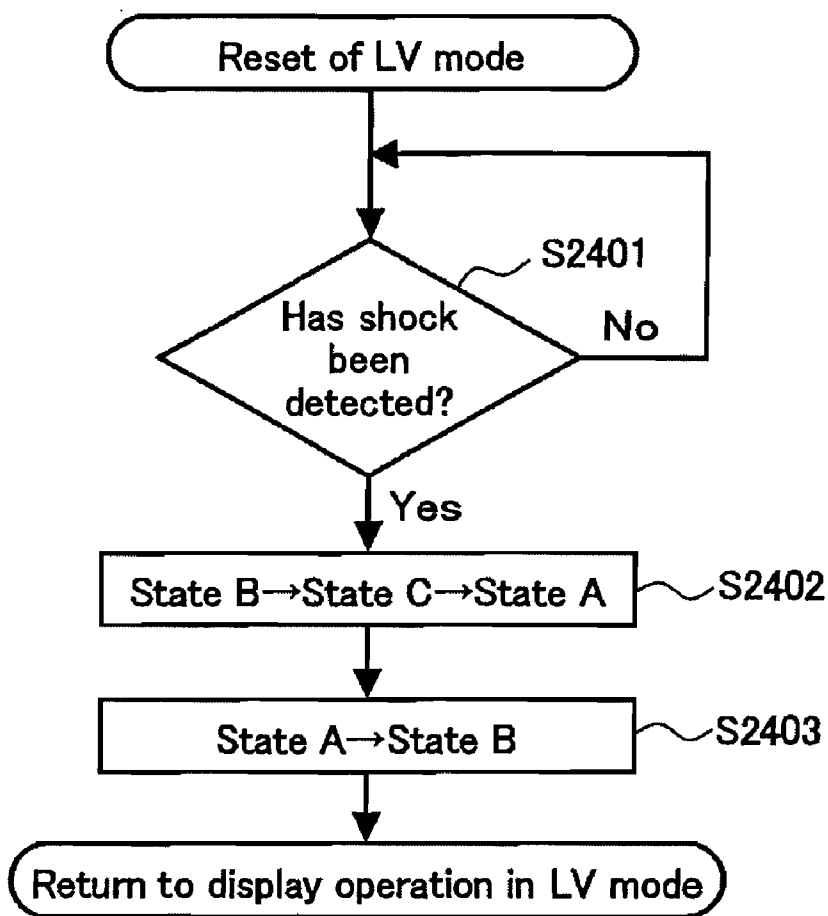 Reset of LV mode
S2401
Has shock
been
detected?
No
Yes
State B→State C→State A
S2402
State A→State B
S2403
Return to display operation in LV mode